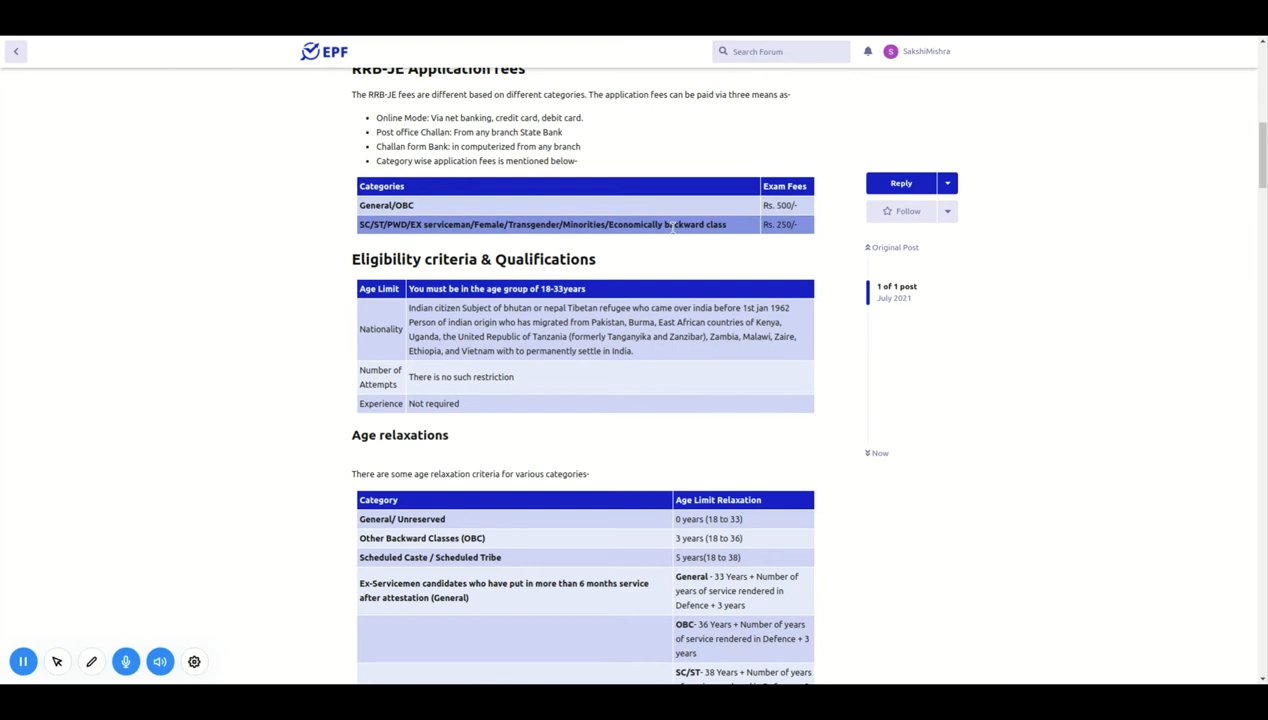 EPF
Search Forum
S
SakshiMishra
RRB-JE Application fees
The RRB-JE fees are different based on different categories. The application fees can be paid via three means as-
Online Mode: Via net banking, credit card, debit card.
Post office Challan: From any branch State Bank
Challan form Bank: in computerized from any branch
Category wise application fees is mentioned below-
Categories Exam Fees
General/OBC Rs. 500/-
SC/ST/PWD/EX serviceman/Female/Transgender/Minorities/Economically backward class Rs. 250/-
Reply
Follow
Original Post
1 of 1 post
July 2021
Now
Eligibility criteria & Qualifications
Age Limit You must be in the age group of 18-33years
Nationality
Indian citizen Subject of bhutan or nepal Tibetan refugee who came over india before 1st jan 1962
Person of indian origin who has migrated from Pakistan, Burma, East African countries of Kenya,
Uganda, the United Republic of Tanzania (formerly Tanganyika and Zanzibar), Zambia, Malawi, Zaire,
Ethiopia, and Vietnam with to permanently settle in India.
Number of
Attempts
There is no such restriction
Experience Not required
Age relaxations
There are some age relaxation criteria for various categories-
Category Age Limit Relaxation
General/ Unreserved 0 years (18 to 33)
Other Backward Classes (OBC) 3 years (18 to 36)
Scheduled Caste / Scheduled Tribe 5 years(18 to 38)
Ex-Servicemen candidates who have put in more than 6 months service
after attestation (General)
General - 33 Years + Number of
years of service rendered in
Defence + 3 years
OBC- 36 Years + Number of years
of service rendered in Defence + 3
years
SC/ST- 38 Years + Number of years